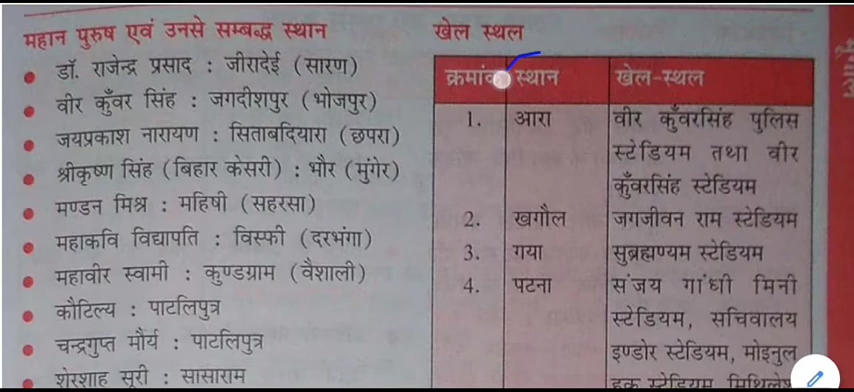 महान पुरुष एवं उनसे सम्बद्ध स्थान
डॉ. राजेन्द्र प्रसाद : जीरादेई (सारण)
वीर कुँवर सिंह : जगदीशपुर (भोजपुर)
जयप्रकाश नारायण : सिताबदियारा (छपरा)
श्रीकृष्ण सिंह (बिहार केसरी) : भौर (मुंगेर)
मण्डन मिश्र : महिषी (सहरसा)
महाकवि विद्यापति : विस्फी (दरभंगा)
महावीर स्वामी : कुण्डग्राम (वैशाली)
कौटिल्य : पाटलिपुत्र
चन्द्रगुप्त मौर्य : पाटलिपुत्र
शेरशाह सूरी : सासाराम
खेल स्थल
क्रमांक स्थान खेल-स्थल
1. आरा वीर कुँवरसिंह पुलिस
स्टेडियम तथा वीर
कुँवरसिंह स्टेडियम
2. खगौल जगजीवन राम स्टेडियम
3. गया सुब्रह्मण्यम स्टेडियम
4. पटना संजय गांधी मिनी
स्टेडियम, सचिवालय
इण्डोर स्टेडियम, मोइनुल
हक स्टेडियम
भूगोल